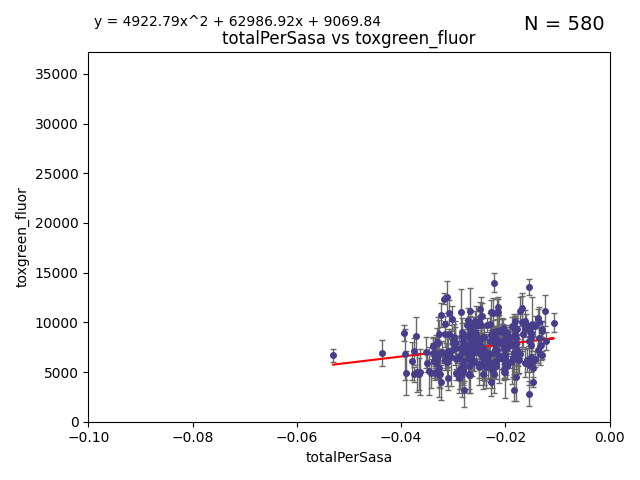 y = 4922.79x^2 + 62986.92x + 9069.84
N = 580
totalPerSasa vs toxgreen_fluor
35000
30000
25000
20000
15000
10000
5000
0
toxgreen_fluor
−0.10
−0.08
−0.06
−0.04
−0.02
0.00
totalPerSasa